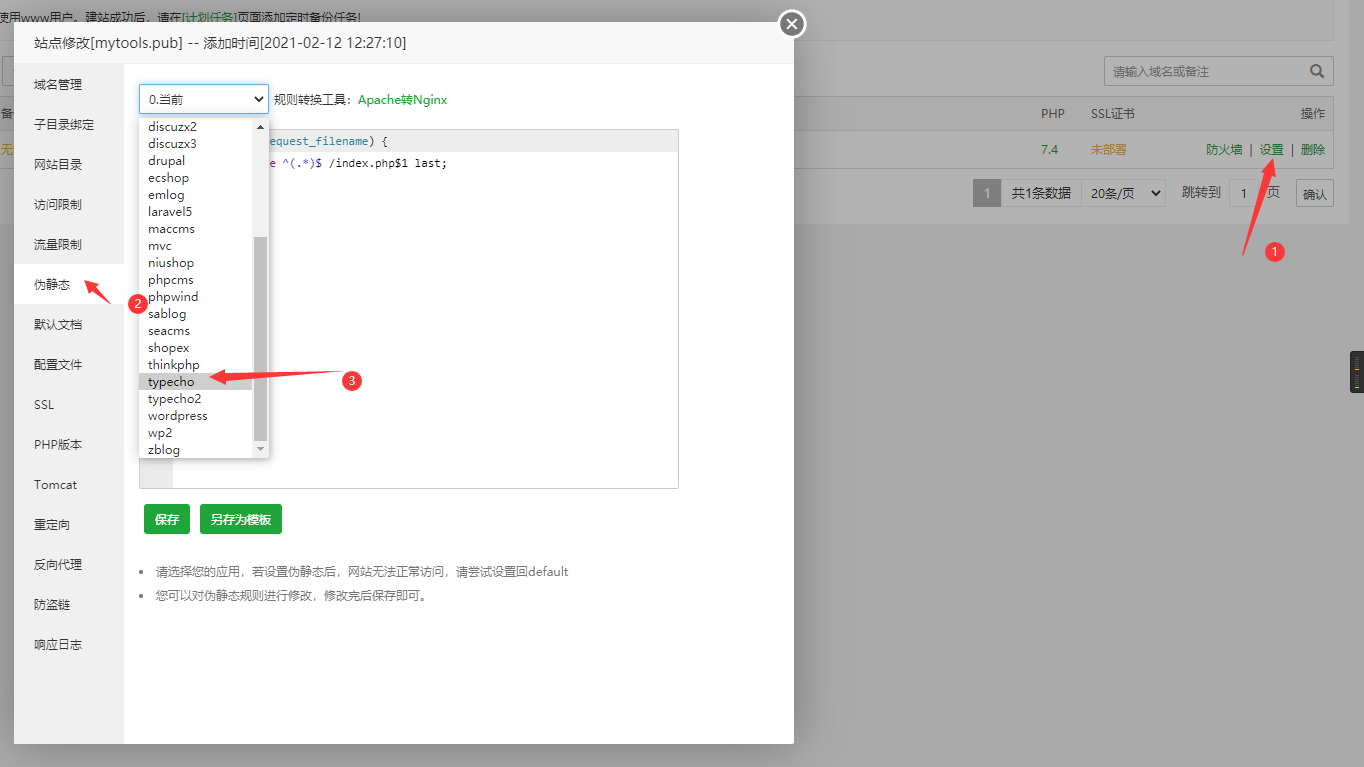 使用www用户。建站成功后，请在[计划任务]页面添加定时备份任务!
站点修改[mytools.pub] -- 添加时间[2021-02-12 12:27:10]
请输入域名或备注
备
PHP
SSL证书
操作
无
7.4
未部署
防火墙 | 设置 | 删除
1
共1条数据
20条/页
跳转到
1
页
确认
1
域名管理
子目录绑定
网站目录
访问限制
流量限制
伪静态
默认文档
配置文件
SSL
PHP版本
Tomcat
重定向
反向代理
防盗链
响应日志
2
0.当前
规则转换工具：Apache转Nginx
equest_filename) {
e ^(.*)$ /index.php$1 last;
discuzx2
discuzx3
drupal
ecshop
emlog
laravel5
maccms
mvc
niushop
phpcms
phpwind
sablog
seacms
shopex
thinkphp
typecho
typecho2
wordpress
wp2
zblog
3
保存
另存为模板
请选择您的应用，若设置伪静态后，网站无法正常访问，请尝试设置回default
您可以对伪静态规则进行修改，修改完后保存即可。